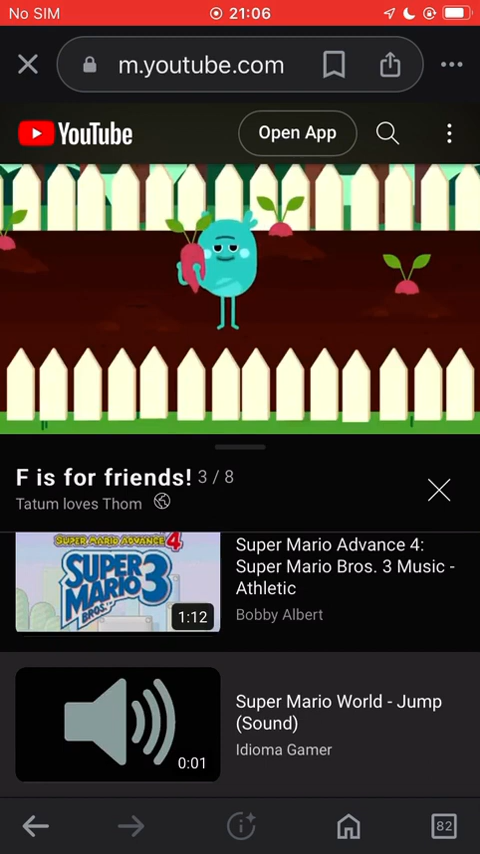 No SIM 21:06
m.youtube.com
YouTube Open App
F is for friends! 3 / 8
Tatum loves Thom
SUPER MARIO ADVANCE 4
SUPER
MARIO 3
BROS.
1:12
Super Mario Advance 4:
Super Mario Bros. 3 Music -
Athletic
Bobby Albert
0:01
Super Mario World - Jump
(Sound)
Idioma Gamer
82